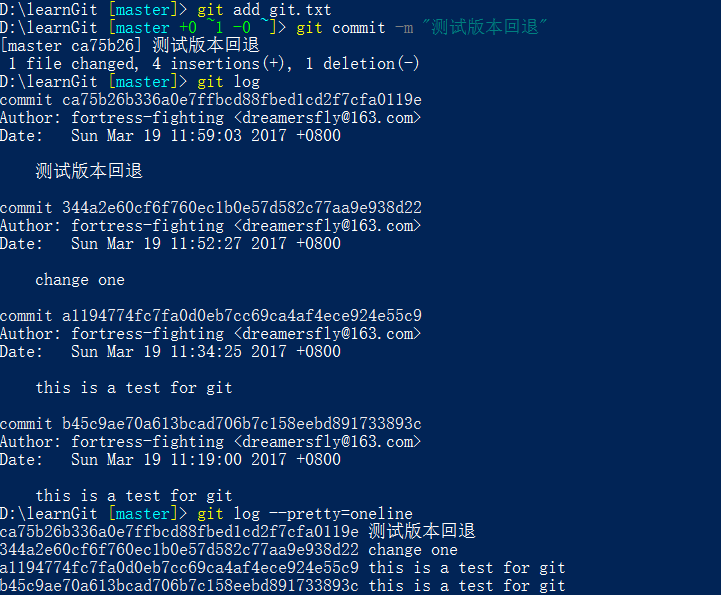 D:\learnGit [master]> git add git.txt
D:\learnGit [master +0 ~1 -0 ~]> git commit -m "测试版本回退"
[master ca75b26] 测试版本回退
 1 file changed, 4 insertions(+), 1 deletion(-)
D:\learnGit [master]> git log
commit ca75b26b336a0e7ffbcd88fbed1cd2f7cfa0119e
Author: fortress-fighting <dreamersfly@163.com>
Date:   Sun Mar 19 11:59:03 2017 +0800
    测试版本回退
commit 344a2e60cf6f760ec1b0e57d582c77aa9e938d22
Author: fortress-fighting <dreamersfly@163.com>
Date:   Sun Mar 19 11:52:27 2017 +0800
    change one
commit a1194774fc7fa0d0eb7cc69ca4af4ece924e55c9
Author: fortress-fighting <dreamersfly@163.com>
Date:   Sun Mar 19 11:34:25 2017 +0800
    this is a test for git
commit b45c9ae70a613bcad706b7c158eebd891733893c
Author: fortress-fighting <dreamersfly@163.com>
Date:   Sun Mar 19 11:19:00 2017 +0800
    this is a test for git
D:\learnGit [master]> git log --pretty=oneline
ca75b26b336a0e7ffbcd88fbed1cd2f7cfa0119e 测试版本回退
344a2e60cf6f760ec1b0e57d582c77aa9e938d22 change one
a1194774fc7fa0d0eb7cc69ca4af4ece924e55c9 this is a test for git
b45c9ae70a613bcad706b7c158eebd891733893c this is a test for git